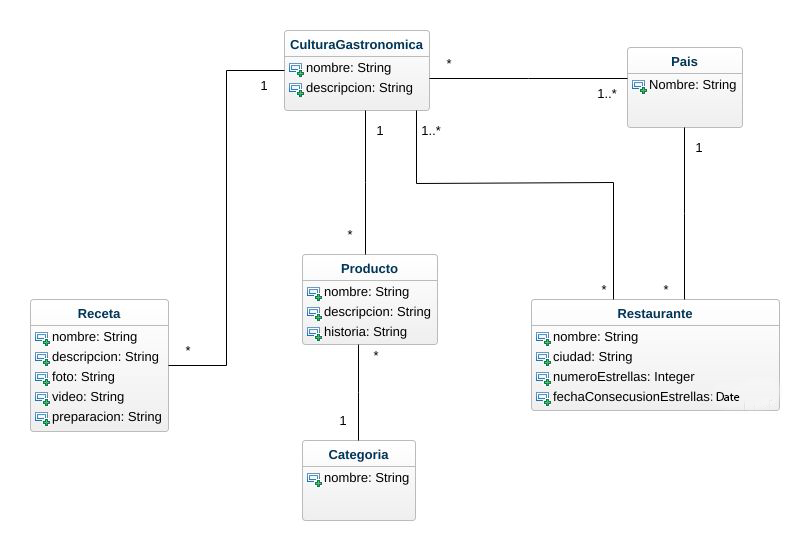 CulturaGastronomica
nombre: String
descripcion: String
*
1..*
Pais
Nombre: String
1
1
1..*
1
*
*
*
Producto
nombre: String
descripcion: String
historia: String
Receta
nombre: String
descripcion: String
foto: String
video: String
preparacion: String
*
Restaurante
nombre: String
ciudad: String
numeroEstrellas: Integer
fechaConsecusionEstrellas: Date
*
1
Categoria
nombre: String